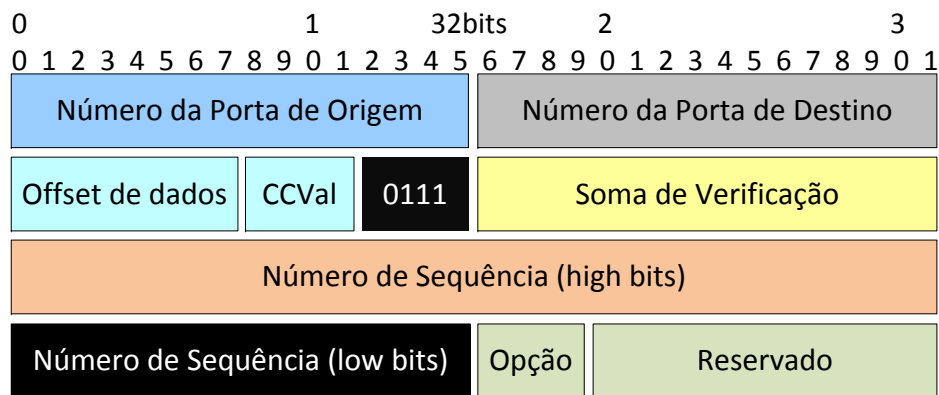 0 1 32bits 2 3
0 1 2 3 4 5 6 7 8 9 0 1 2 3 4 5 6 7 8 9 0 1 2 3 4 5 6 7 8 9 0 1
Número da Porta de Origem Número da Porta de Destino
Offset de dados CCVal 0111 Soma de Verificação
Número de Sequência (high bits)
Número de Sequência (low bits) Opção Reservado